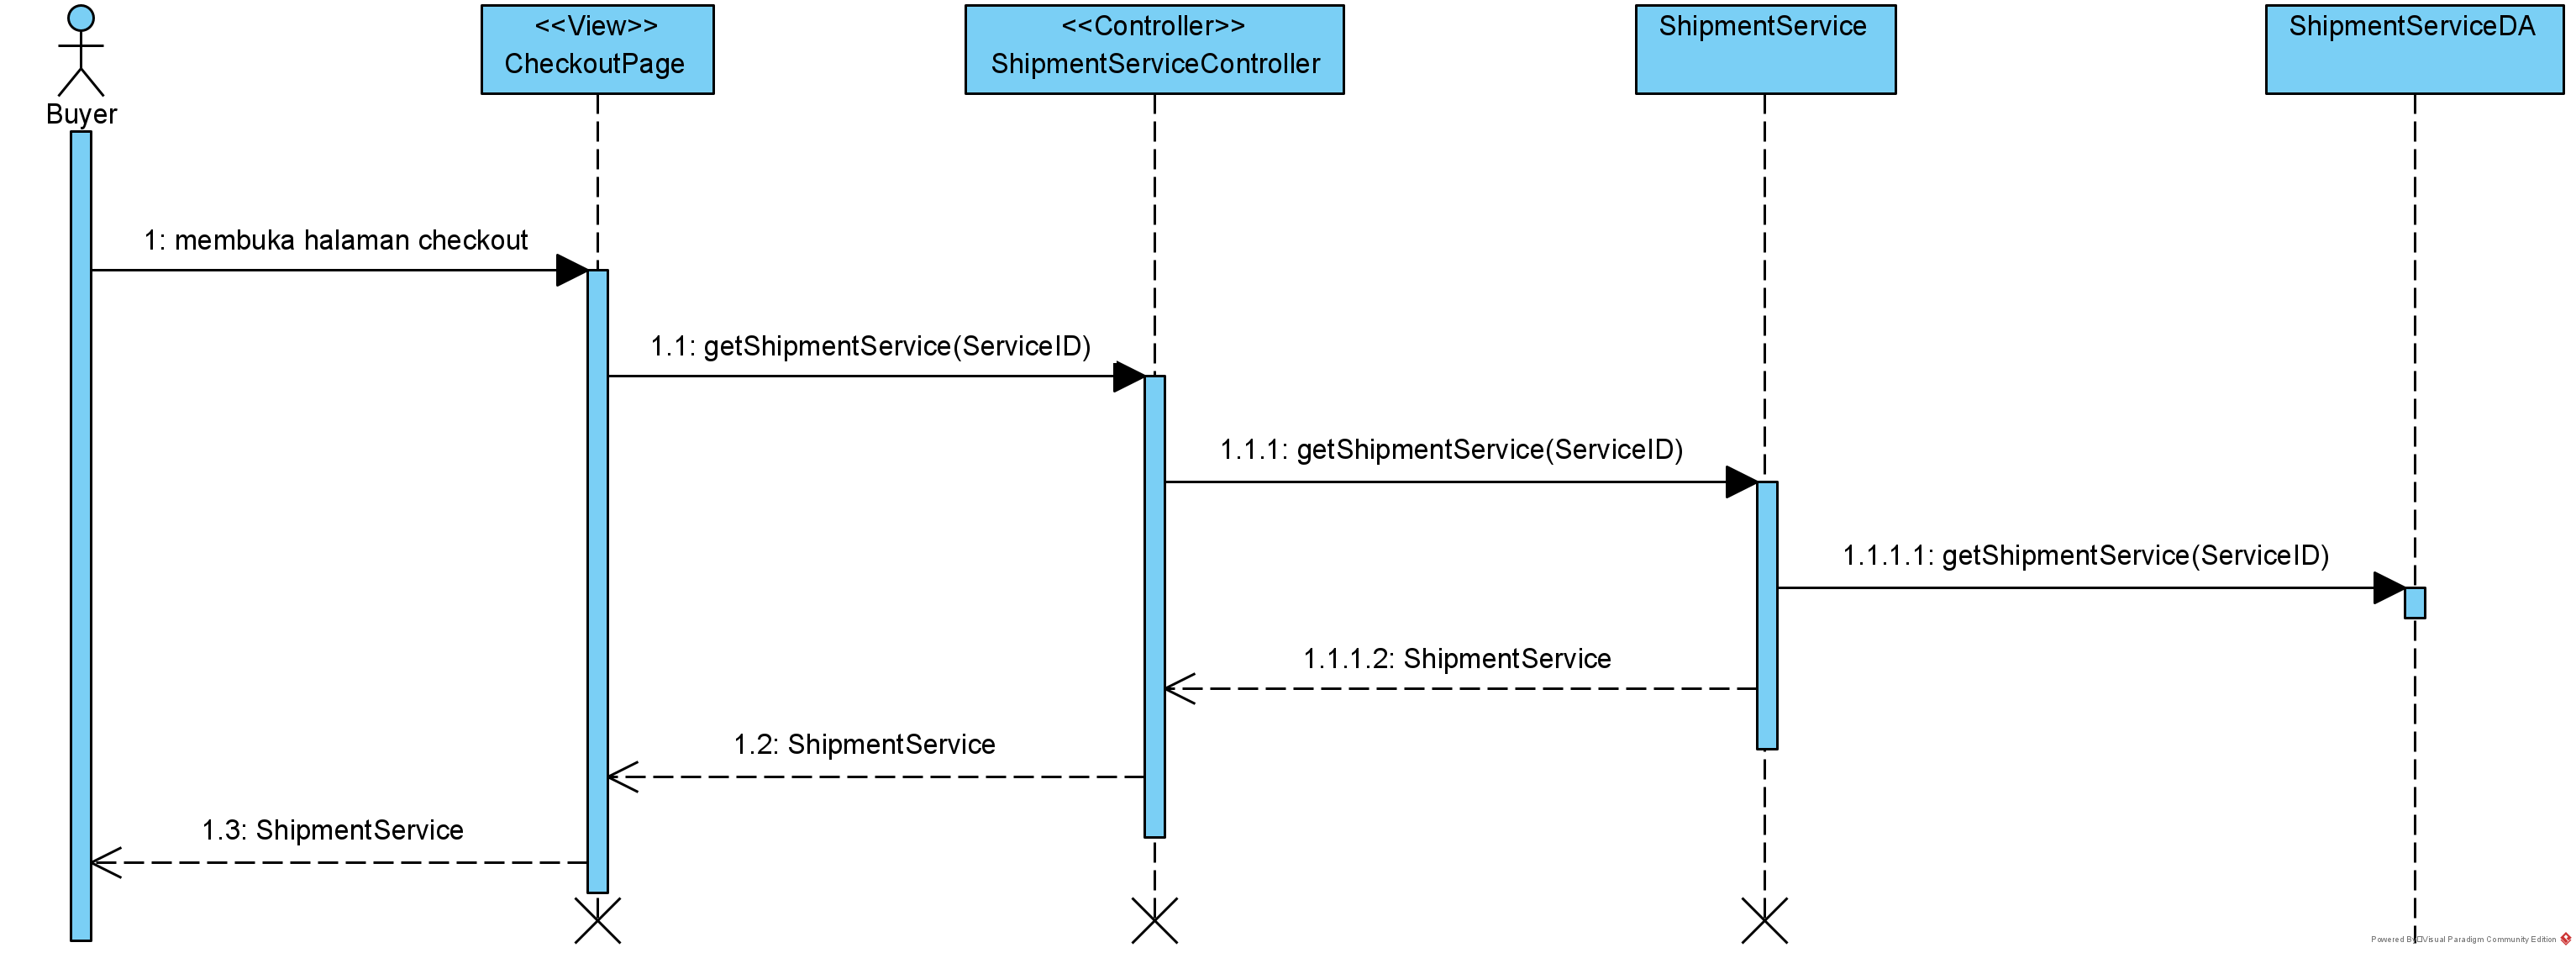 <<View>>
CheckoutPage
<<Controller>>
ShipmentServiceController
ShipmentService
ShipmentServiceDA
Buyer
1: membuka halaman checkout
1.1: getShipmentService(ServiceID)
1.1.1: getShipmentService(ServiceID)
1.1.1.1: getShipmentService(ServiceID)
1.1.1.2: ShipmentService
1.2: ShipmentService
1.3: ShipmentService
Powered By Visual Paradigm Community Edition